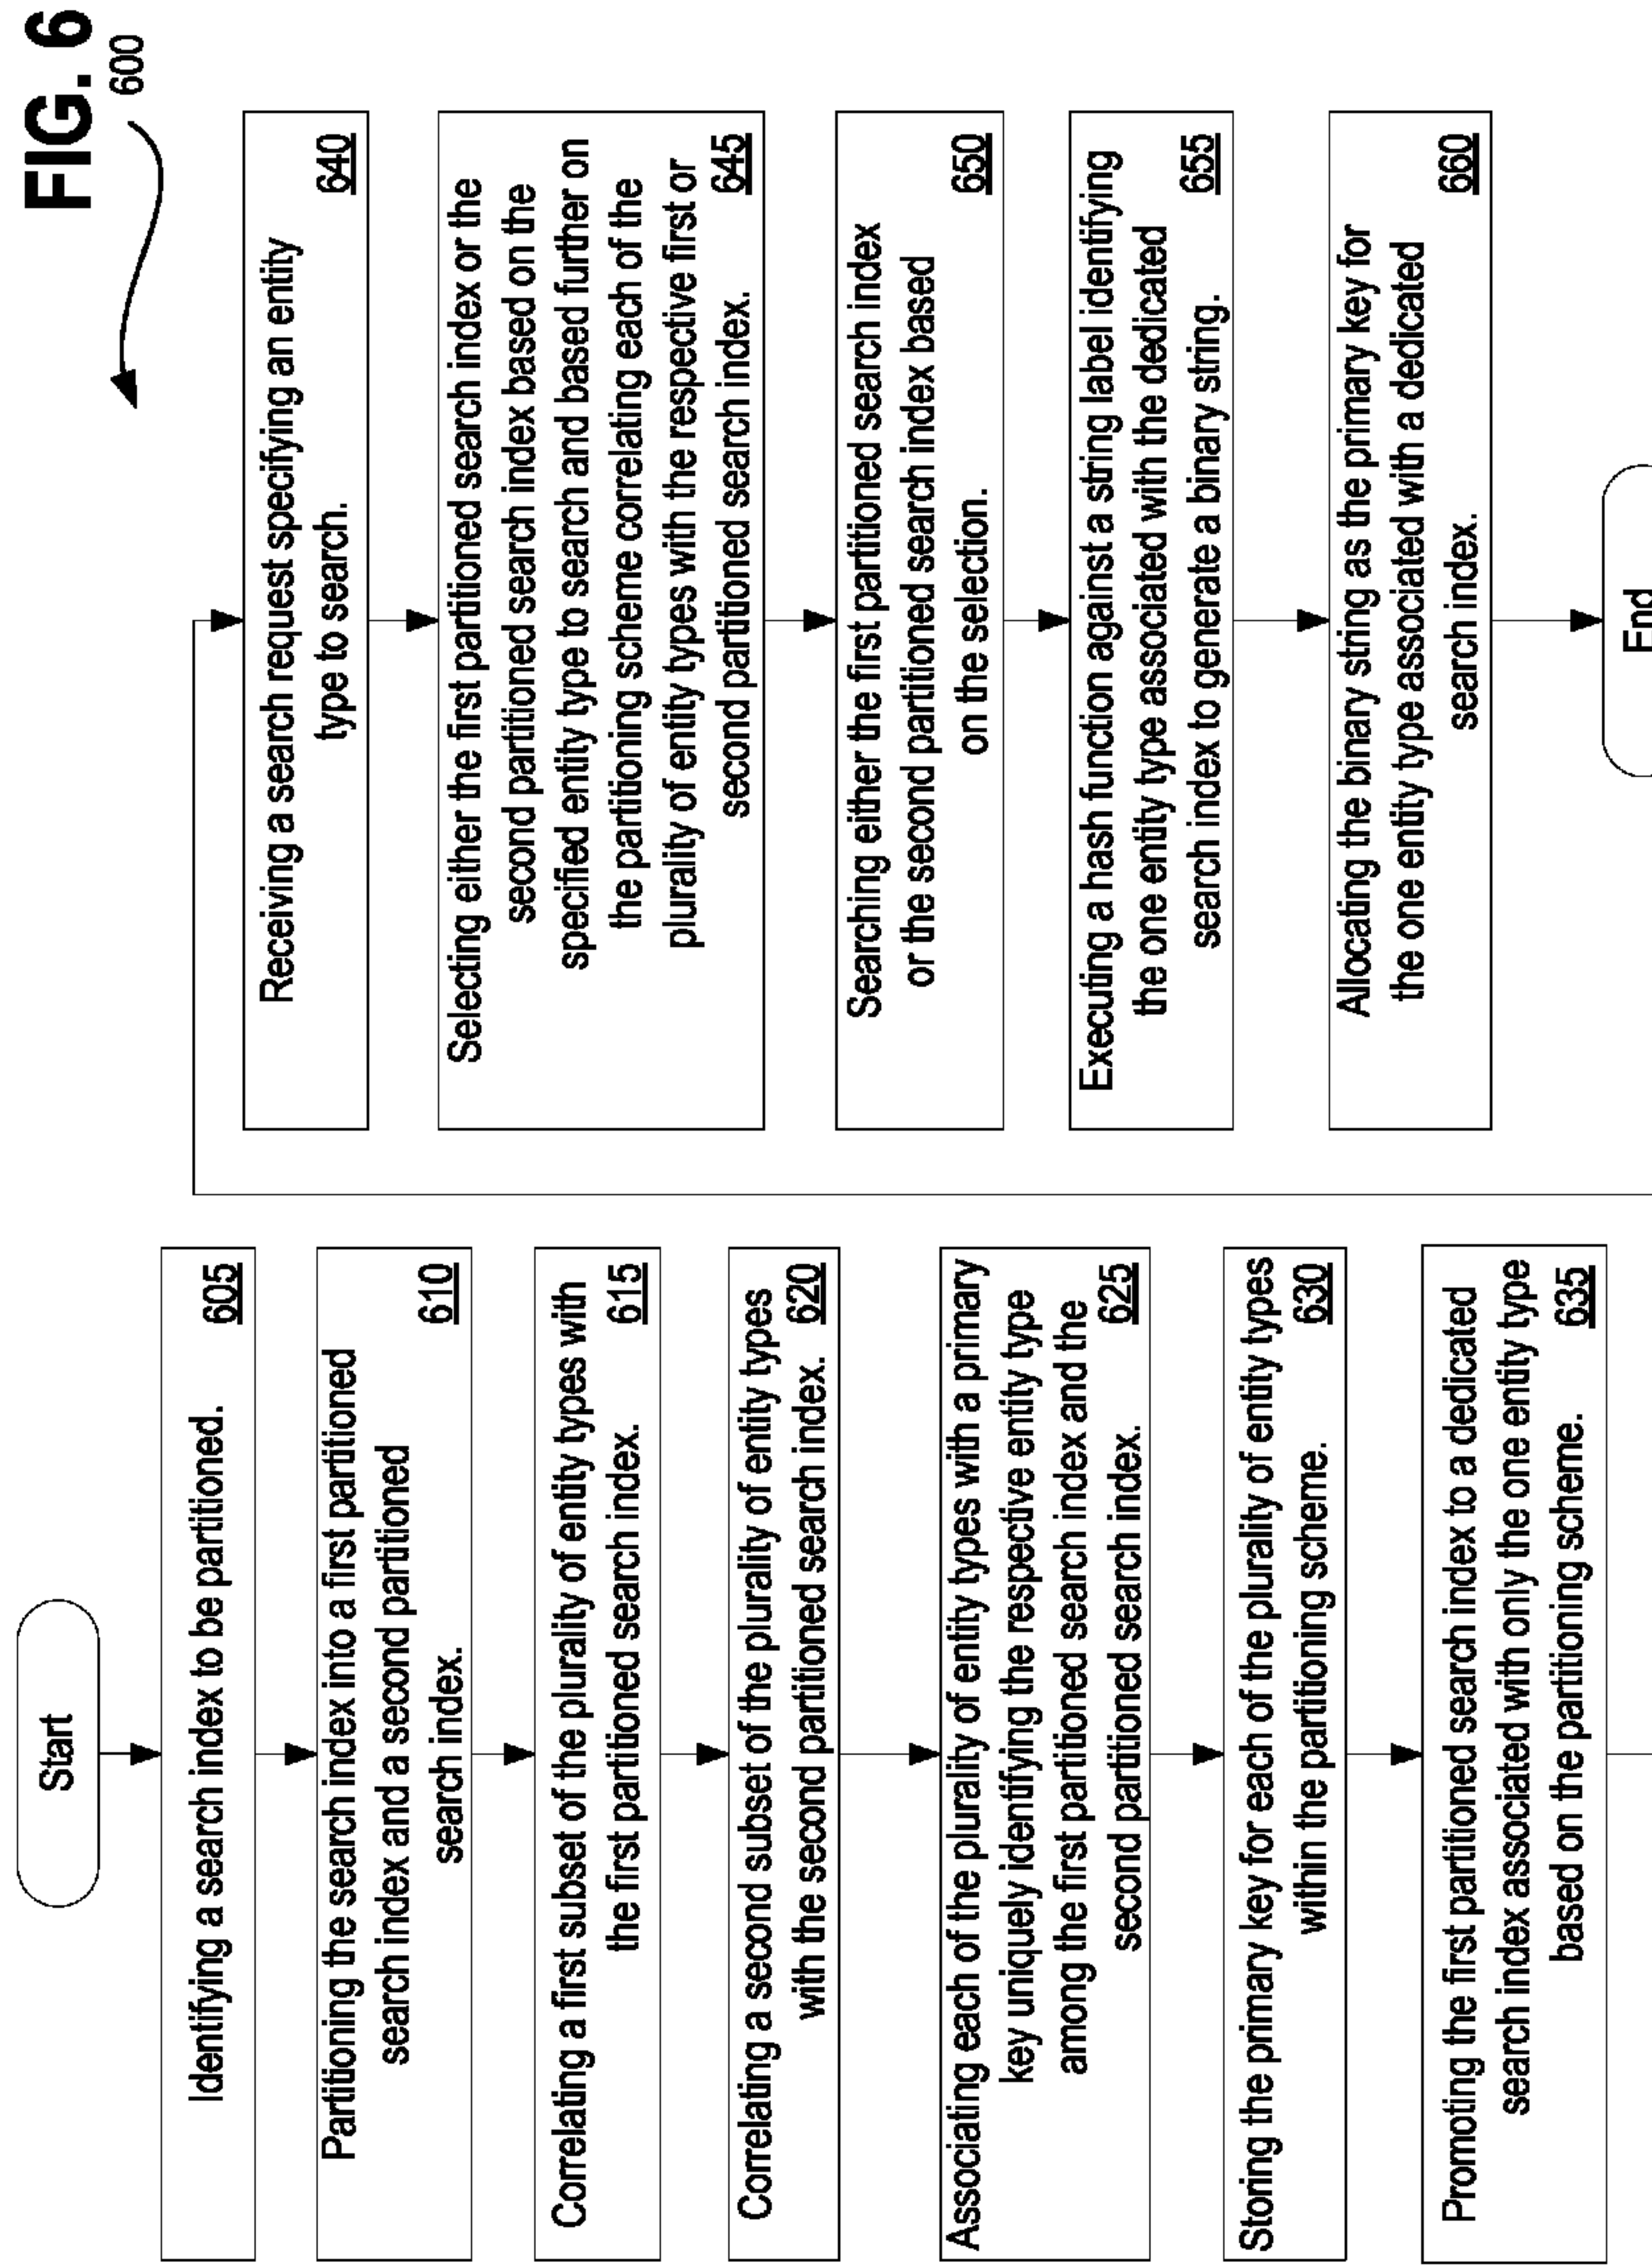 FIG. 6
600
Start
Identifying a search index to be partitioned.
605
Partitioning the search index into a first partitioned
search index and a second partitioned
search index.
610
Correlating a first subset of the plurality of entity types with
the first partitioned search index.
615
Correlating a second subset of the plurality of entity types
with the second partitioned search index.
620
Associating each of the plurality of entity types with a primary
key uniquely identifying the respective entity type
among the first partitioned search index and the
second partitioned search index.
625
Storing the primary key for each of the plurality of entity types
within the partitioning scheme.
630
Promoting the first partitioned search index to a dedicated
search index associated with only the one entity type
based on the partitioning scheme.
635
Receiving a search request specifying an entity
type to search.
640
Selecting either the first partitioned search index or the
second partitioned search index based on the
specified entity type to search and based further on
the partitioning scheme correlating each of the
plurality of entity types with the respective first or
second partitioned search index.
645
Searching either the first partitioned search index
or the second partitioned search index based
on the selection.
650
Executing a hash function against a string label identifying
the one entity type associated with the dedicated
search index to generate a binary string.
655
Allocating the binary string as the primary key for
the one entity type associated with a dedicated
search index.
660
End